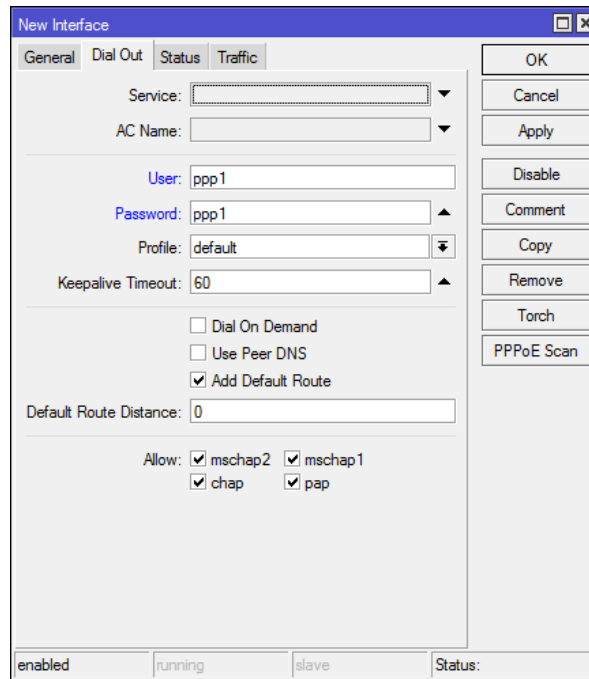 New Interface
General Dial Out Status Traffic
OK
Service:
Cancel
AC Name:
Apply
User: ppp1
Disable
Password: ppp1
Comment
Profile: default
Copy
Keepalive Timeout: 60
Remove
Dial On Demand
Torch
Use Peer DNS
PPPoE Scan
Add Default Route
Default Route Distance: 0
Allow: mschap2 mschap1
chap pap
enabled running slave Status: